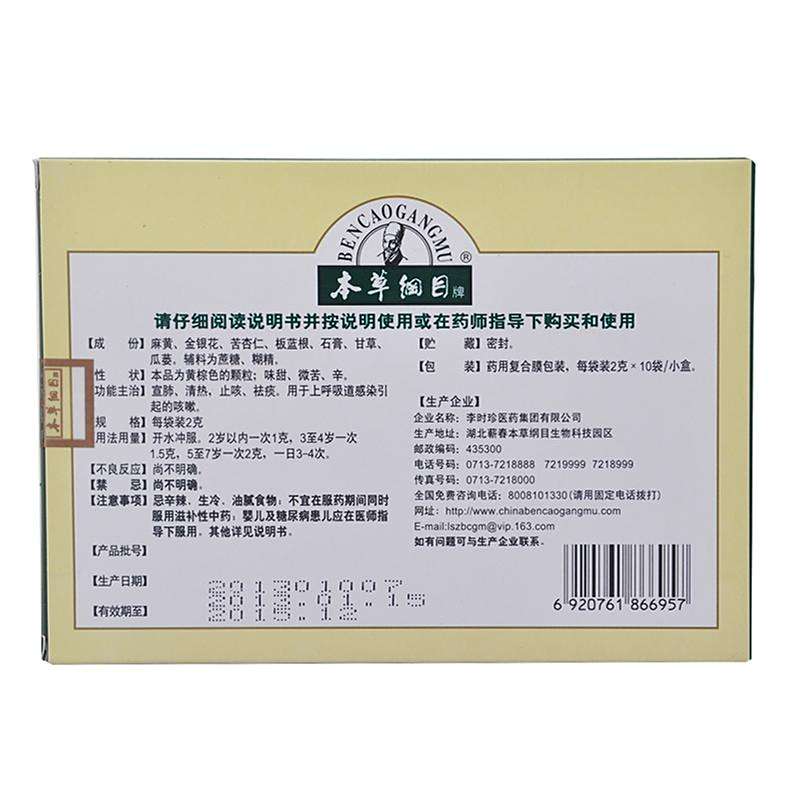 BENCAOGANGMU
®
本草纲目牌
请仔细阅读说明书并按说明使用或在药师指导下购买和使用
【成 份】麻黄、金银花、苦杏仁、板蓝根、石膏、甘草、
瓜蒌。辅料为蔗糖、糊精。
性 状】本品为黄棕色的颗粒；味甜、微苦、辛。
功能主治】宣肺、清热，止咳、祛痰。用于上呼吸道感染引
起的咳嗽。
规 格】每袋装2克
用法用量】开水冲服。2岁以内一次1克，3至4岁一次
1.5克，5至7岁一次2克，一日3-4次。
【不良反应】尚不明确。
【禁 忌】尚不明确。
【注意事项】忌辛辣、生冷、油腻食物；不宜在服药期间同时
服用滋补性中药；婴儿及糖尿病患儿应在医师指
导下服用。其他详见说明书。
【产品批号】
【生产日期】
【有效期至】
20131007
2013.01.15
2015.12
【贮 藏】密封。
【包 装】药用复合膜包装，每袋装2克×10袋/小盒。
【生产企业】
企业名称：李时珍医药集团有限公司
生产地址：湖北蕲春本草纲目生物科技园区
邮政编码：435300
电话号码：0713-7218888 7219999 7218999
传真号码：0713-7218000
全国免费咨询电话：8008101330（请用固定电话拨打）
网址：http://www.chinabencaogangmu.com
E-mail:lszbcgm@vip.163.com
如有问题可与生产企业联系。
6 920761 866957
本草纲目牌